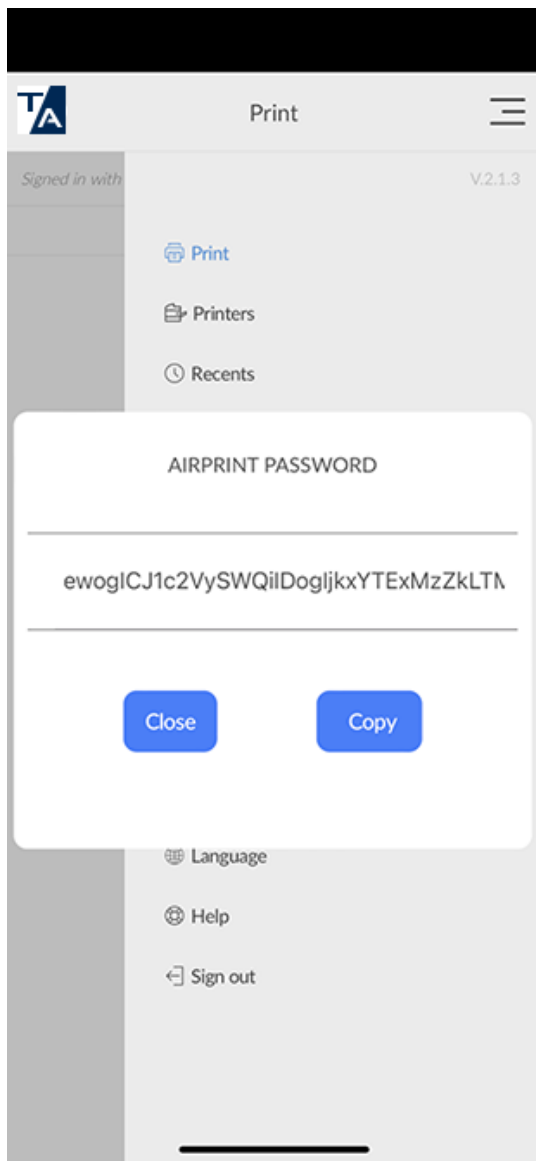 TA
Print
Signed in with
V.2.1.3
Print
Printers
Recents
AIRPRINT PASSWORD
ewogICJ1c2VySWQiIDogIjkxYTExMzZkLTM
Close
Copy
Language
Help
Sign out